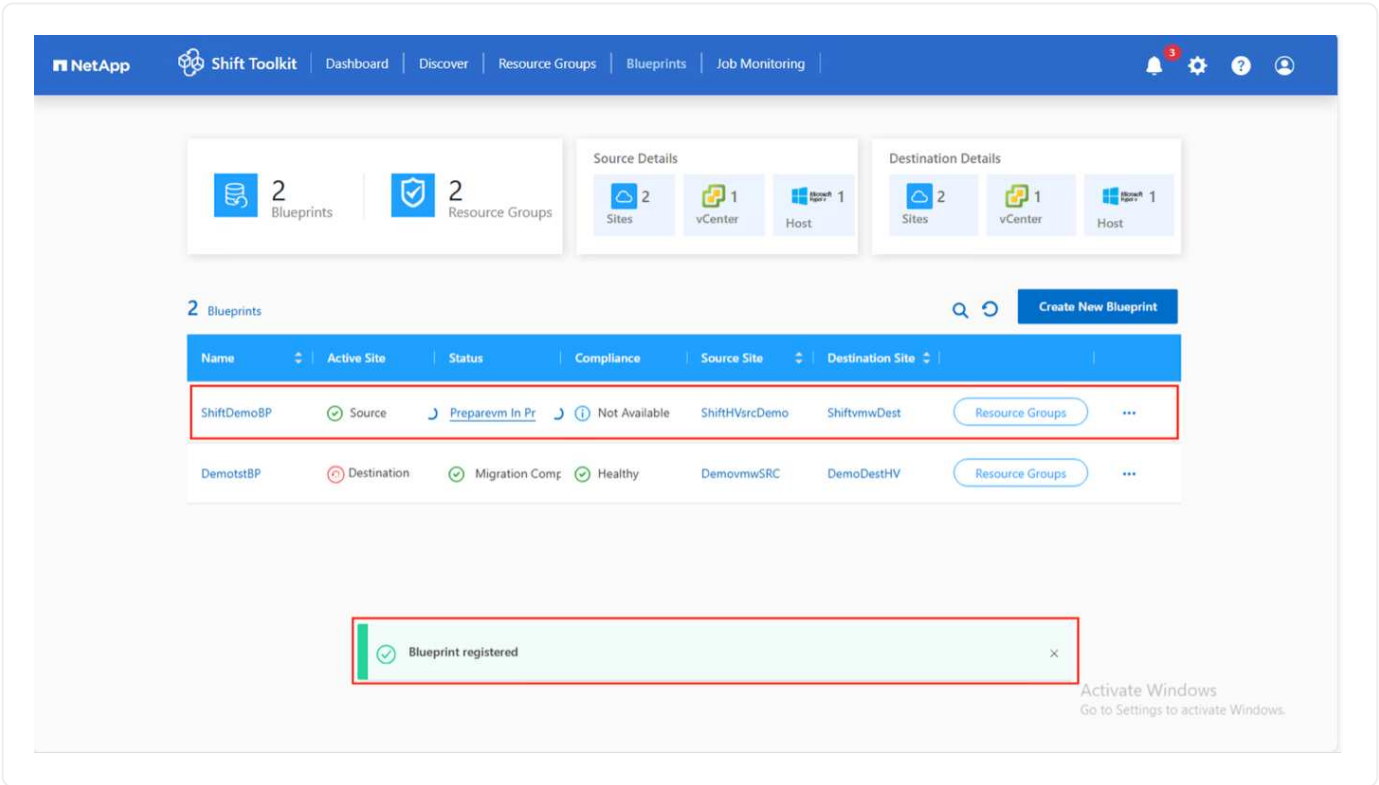 NetApp Shift Toolkit Dashboard Discover Resource Groups Blueprints Job Monitoring 3
Source Details
Destination Details
2
Blueprints
2
Resource Groups
2
Sites
1
vCenter
Microsoft 1
Host
2
Sites
1
vCenter
Microsoft 1
Host
2 Blueprints
Create New Blueprint
Name Active Site Status Compliance Source Site Destination Site
ShiftDemoBP Source Preparevm In Pr Not Available ShiftHVsrcDemo ShiftvmwDest Resource Groups ...
DemotstBP Destination Migration Comp Healthy DemovmwSRC DemoDestHV Resource Groups ...
Blueprint registered ×
Activate Windows
Go to Settings to activate Windows.